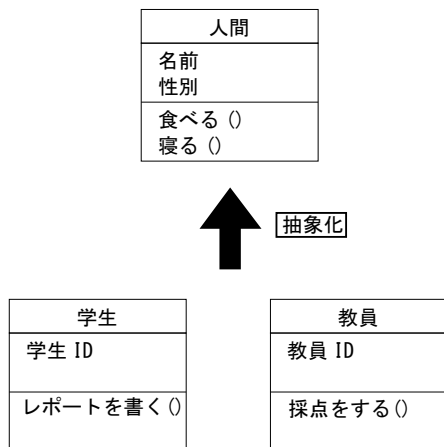 人間
名前
性別
食べる()
寝る()
抽象化
学生
学生 ID
レポートを書く()
教員
教員 ID
採点をする()